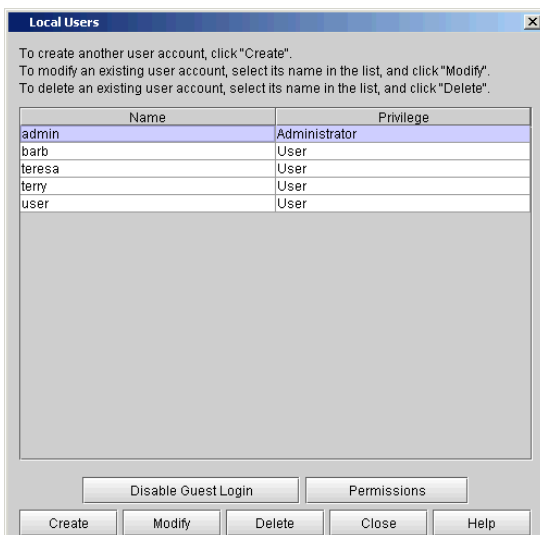 Local Users
To create another user account, click "Create".
To modify an existing user account, select its name in the list, and click "Modify".
To delete an existing user account, select its name in the list, and click "Delete".
Name Privilege
admin Administrator
barb User
teresa User
terry User
user User
Disable Guest Login Permissions
Create Modify Delete Close Help